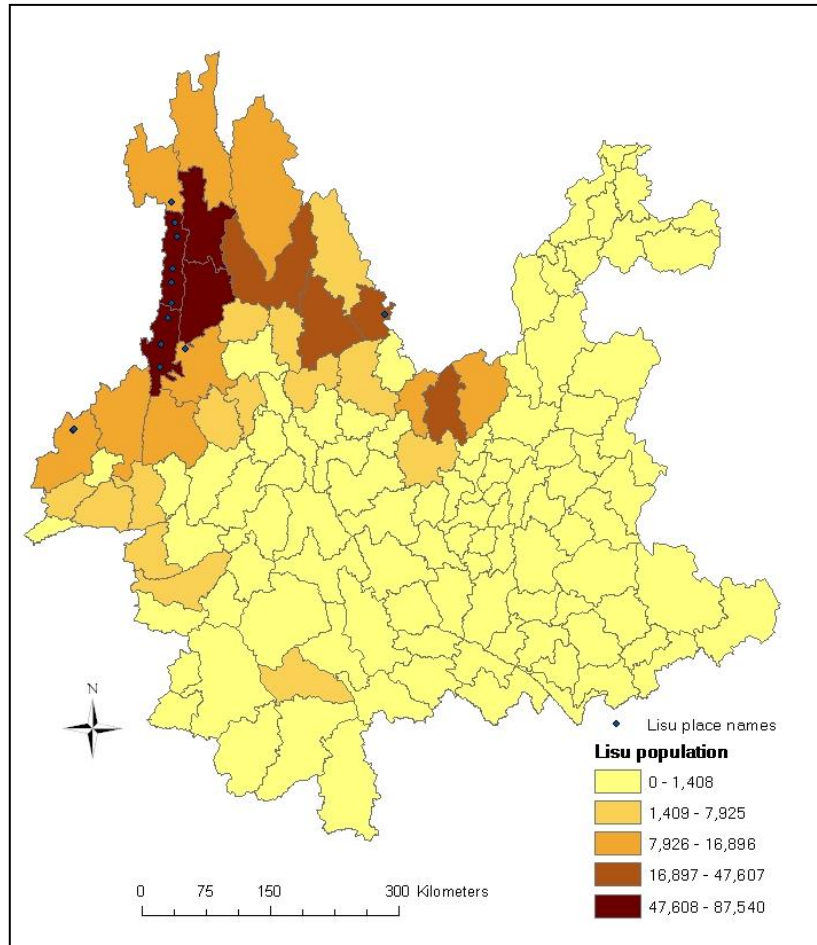 N
Lisu place names
Lisu population
0 - 1,408
1,409 - 7,925
7,926 - 16,896
16,897 - 47,607
47,608 - 87,540
0 75 150 300 Kilometers